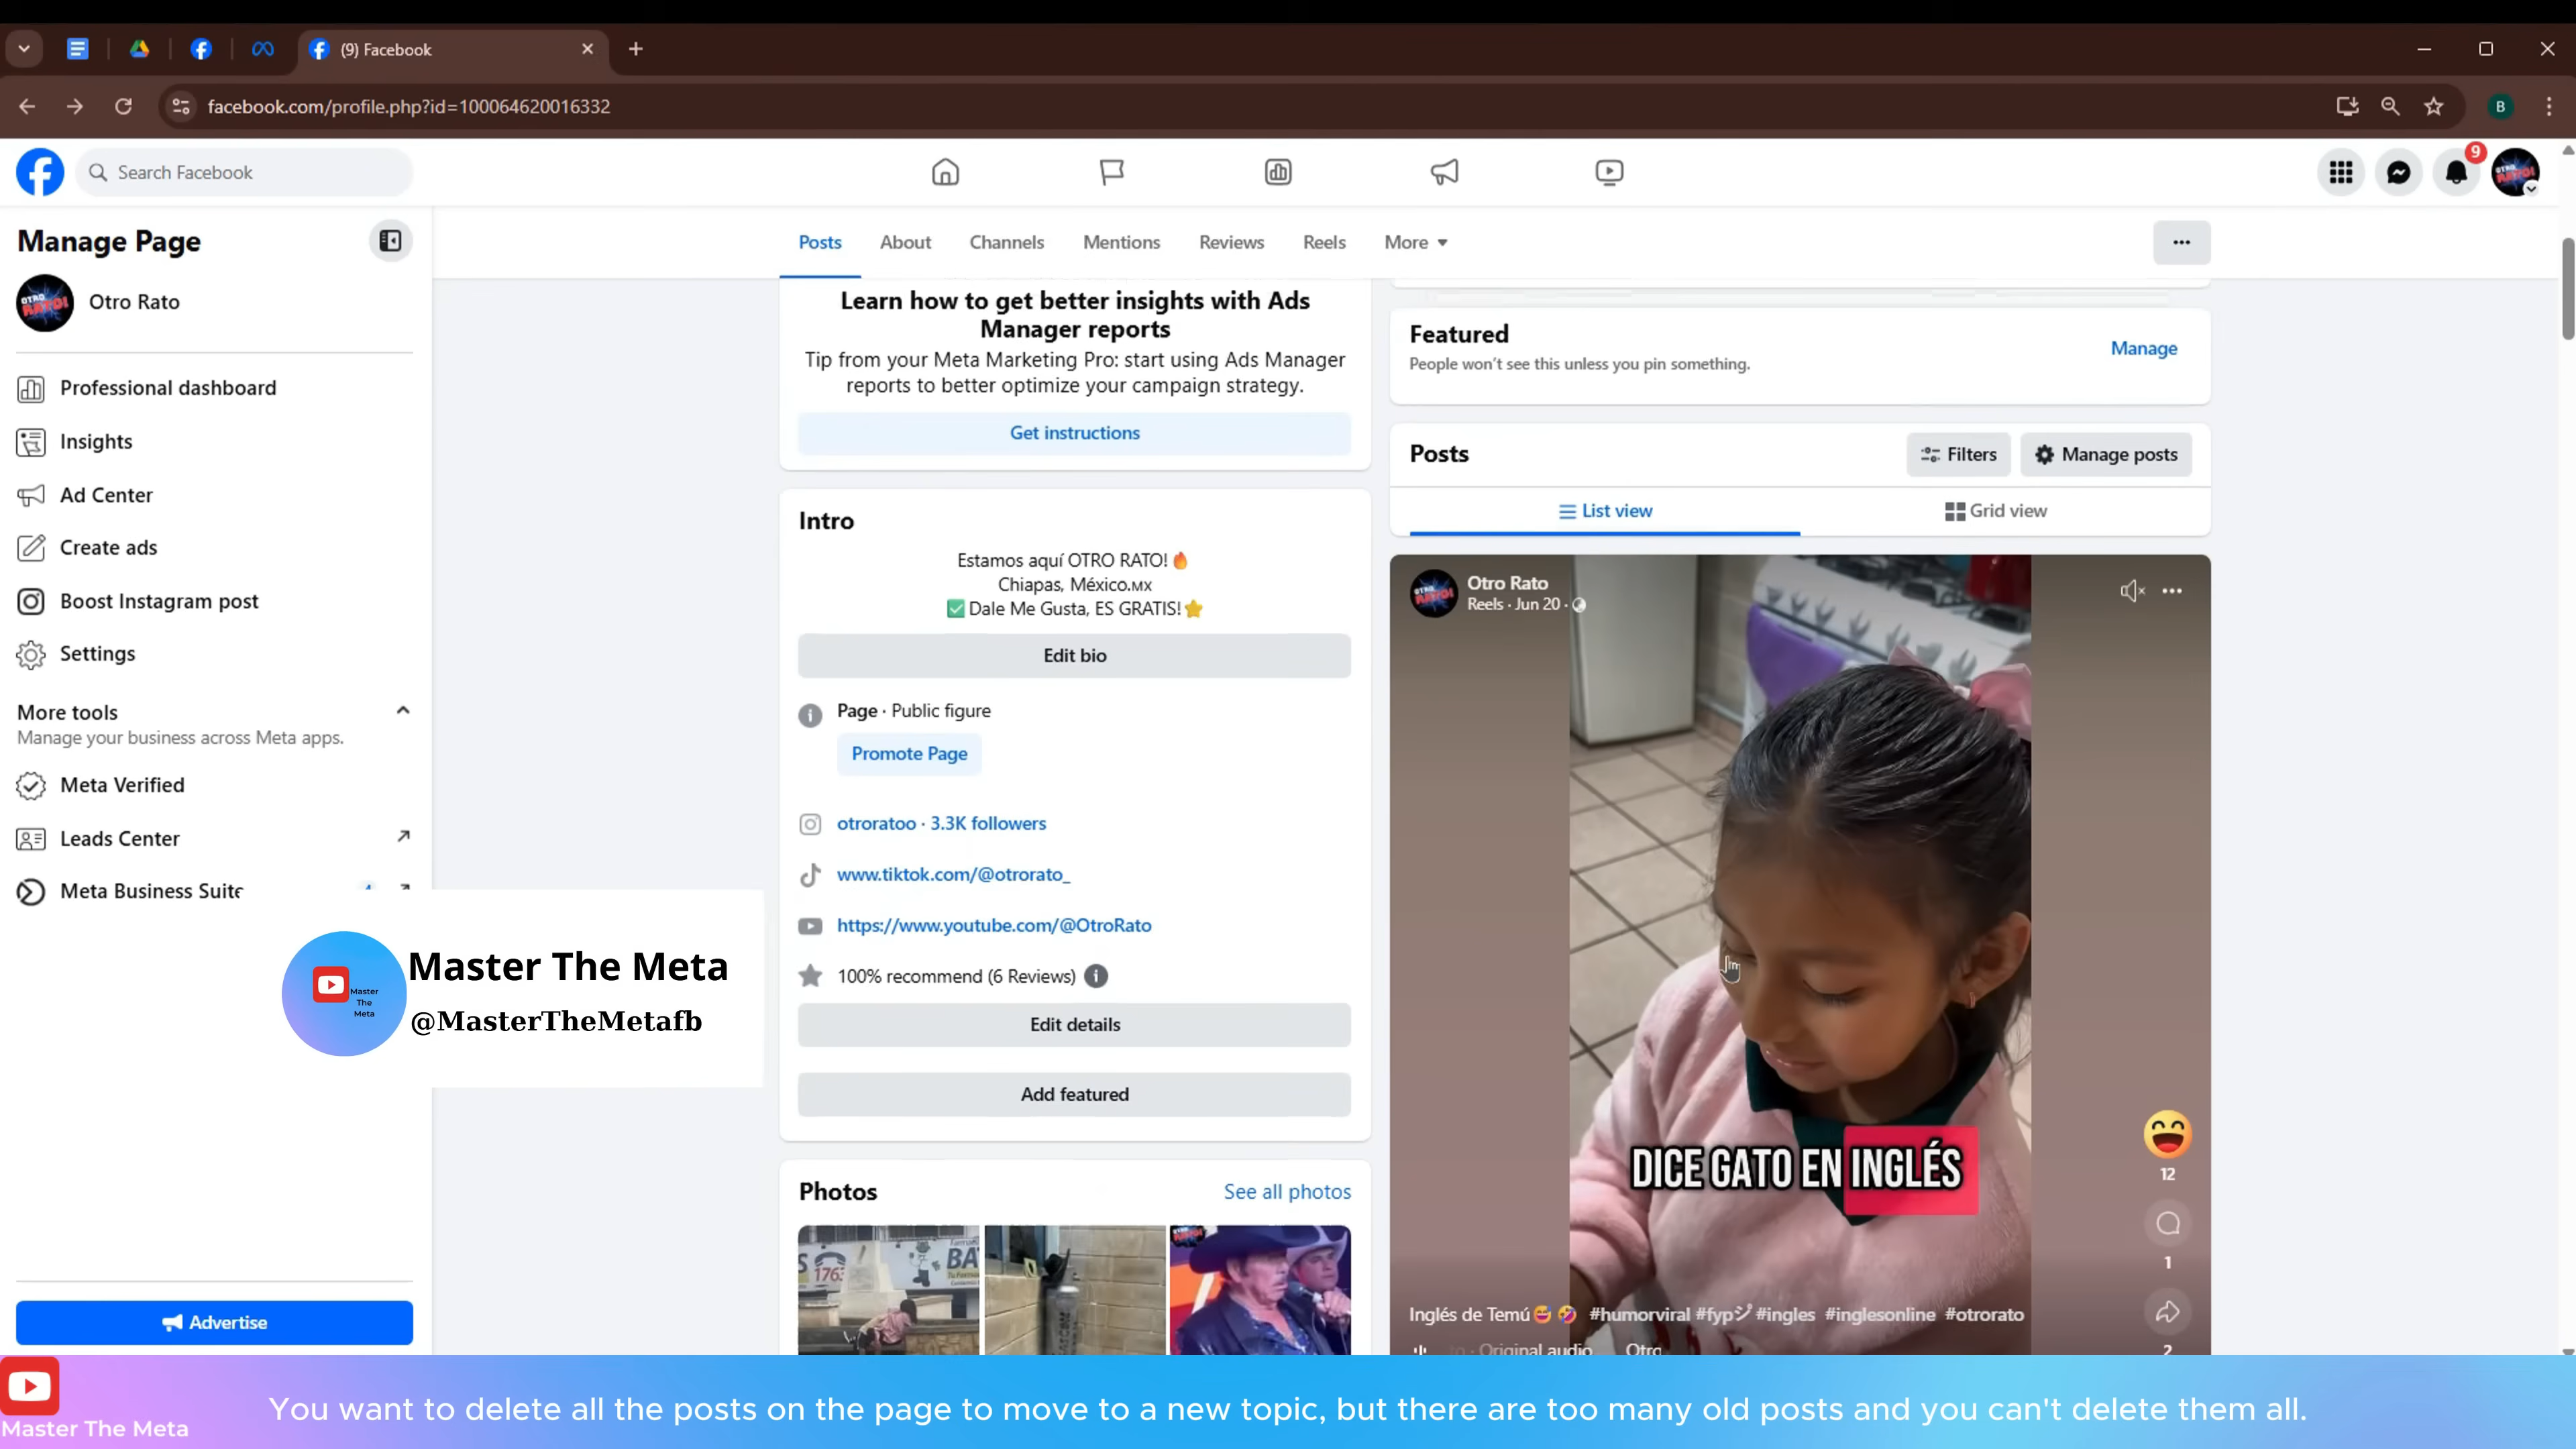 (9) Facebook
facebook.com/profile.php?id=100064620016332
B
Search Facebook
9
Manage Page
Otro Rato
Professional dashboard
Insights
Ad Center
Create ads
Boost Instagram post
Settings
More tools
Manage your business across Meta apps.
Meta Verified
Leads Center
Meta Business Suite
Advertise
Posts
About
Channels
Mentions
Reviews
Reels
More
Learn how to get better insights with Ads
Manager reports
Tip from your Meta Marketing Pro: start using Ads Manager
reports to better optimize your campaign strategy.
Get instructions
Intro
Estamos aquí OTRO RATO!🔥
Chiapas, México.MX
✅ Dale Me Gusta, ES GRATIS!⭐
Edit bio
Page · Public figure
Promote Page
otroratoo · 3.3K followers
www.tiktok.com/@otrorato_
https://www.youtube.com/@OtroRato
100% recommend (6 Reviews)
Edit details
Add featured
Photos
See all photos
Featured
People won't see this unless you pin something.
Manage
Posts
Filters
Manage posts
List view
Grid view
Otro Rato
Reels · Jun 20 ·
DICE GATO EN INGLÉS
12
1
2
Inglés de Temú😅🤣 #humorviral #fypジ #ingles #inglesonline #otrorato
· Original audio
Otro
Master The Meta
@MasterTheMetafb
Master
The
Meta
Master The Meta
You want to delete all the posts on the page to move to a new topic, but there are too many old posts and you can't delete them all.